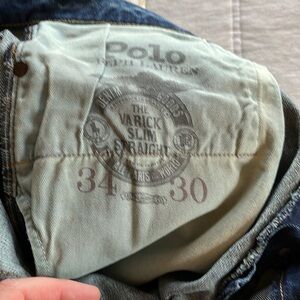 Polo
RALPH LAUREN
THE
VARICK
SLIM
STRAIGHT
34 30